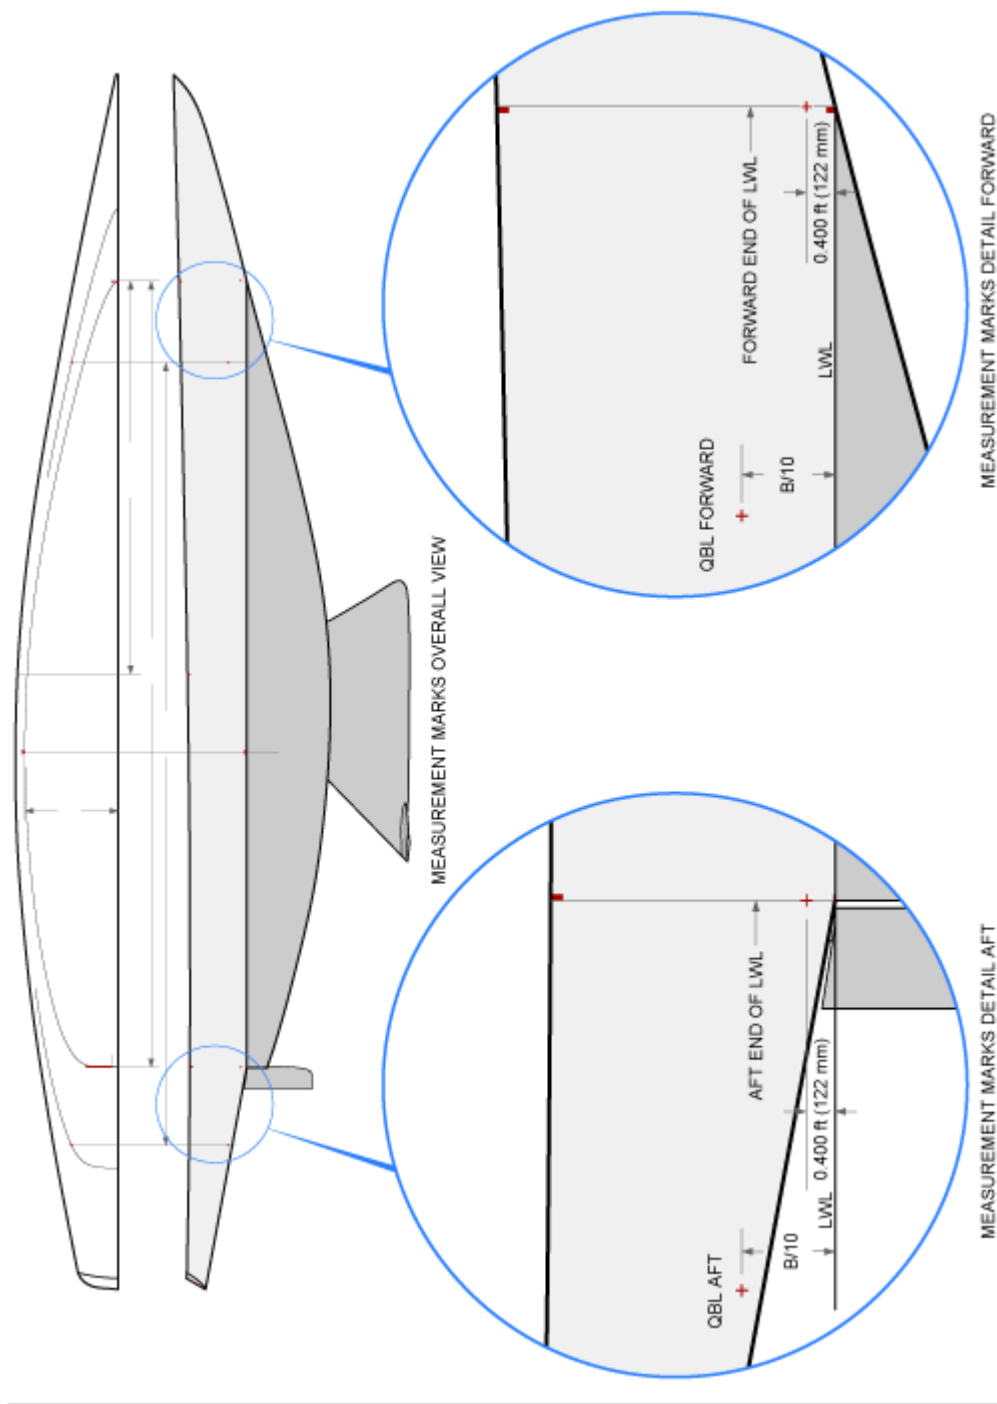 MEASUREMENT MARKS OVERALL VIEW
QBL AFT
B/10
LWL
0.400 ft (122 mm)
AFT END OF LWL
MEASUREMENT MARKS DETAIL AFT
QBL FORWARD
B/10
LWL
FORWARD END OF LWL
0.400 ft (122 mm)
MEASUREMENT MARKS DETAIL FORWARD